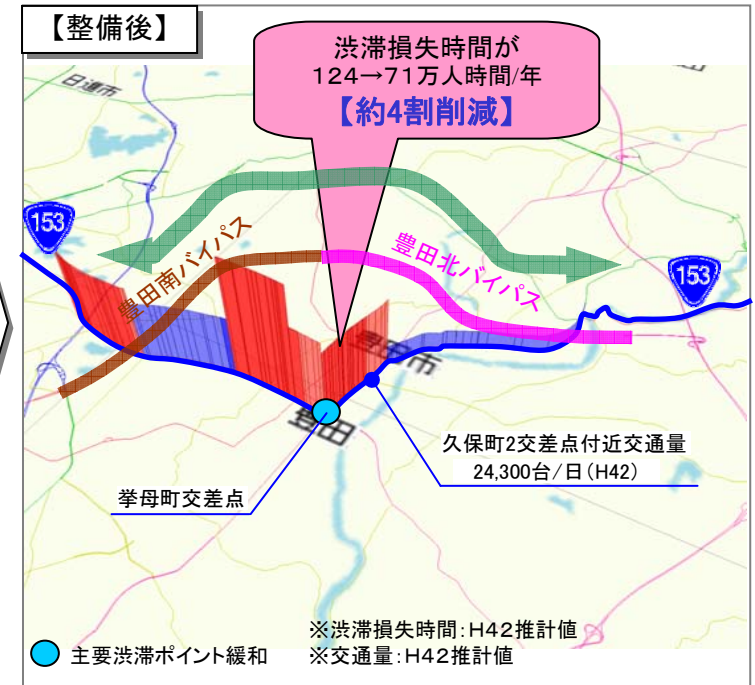 【整備後】
渋滞損失時間が
124→71万人時間/年
【約4割削減】
日進市
153
豊田南バイパス
豊田北バイパス
153
豊田市
豊田
久保町2交差点付近交通量
24,300台/日(H42)
挙母町交差点
主要渋滞ポイント緩和
※渋滞損失時間:H42推計値
※交通量:H42推計値